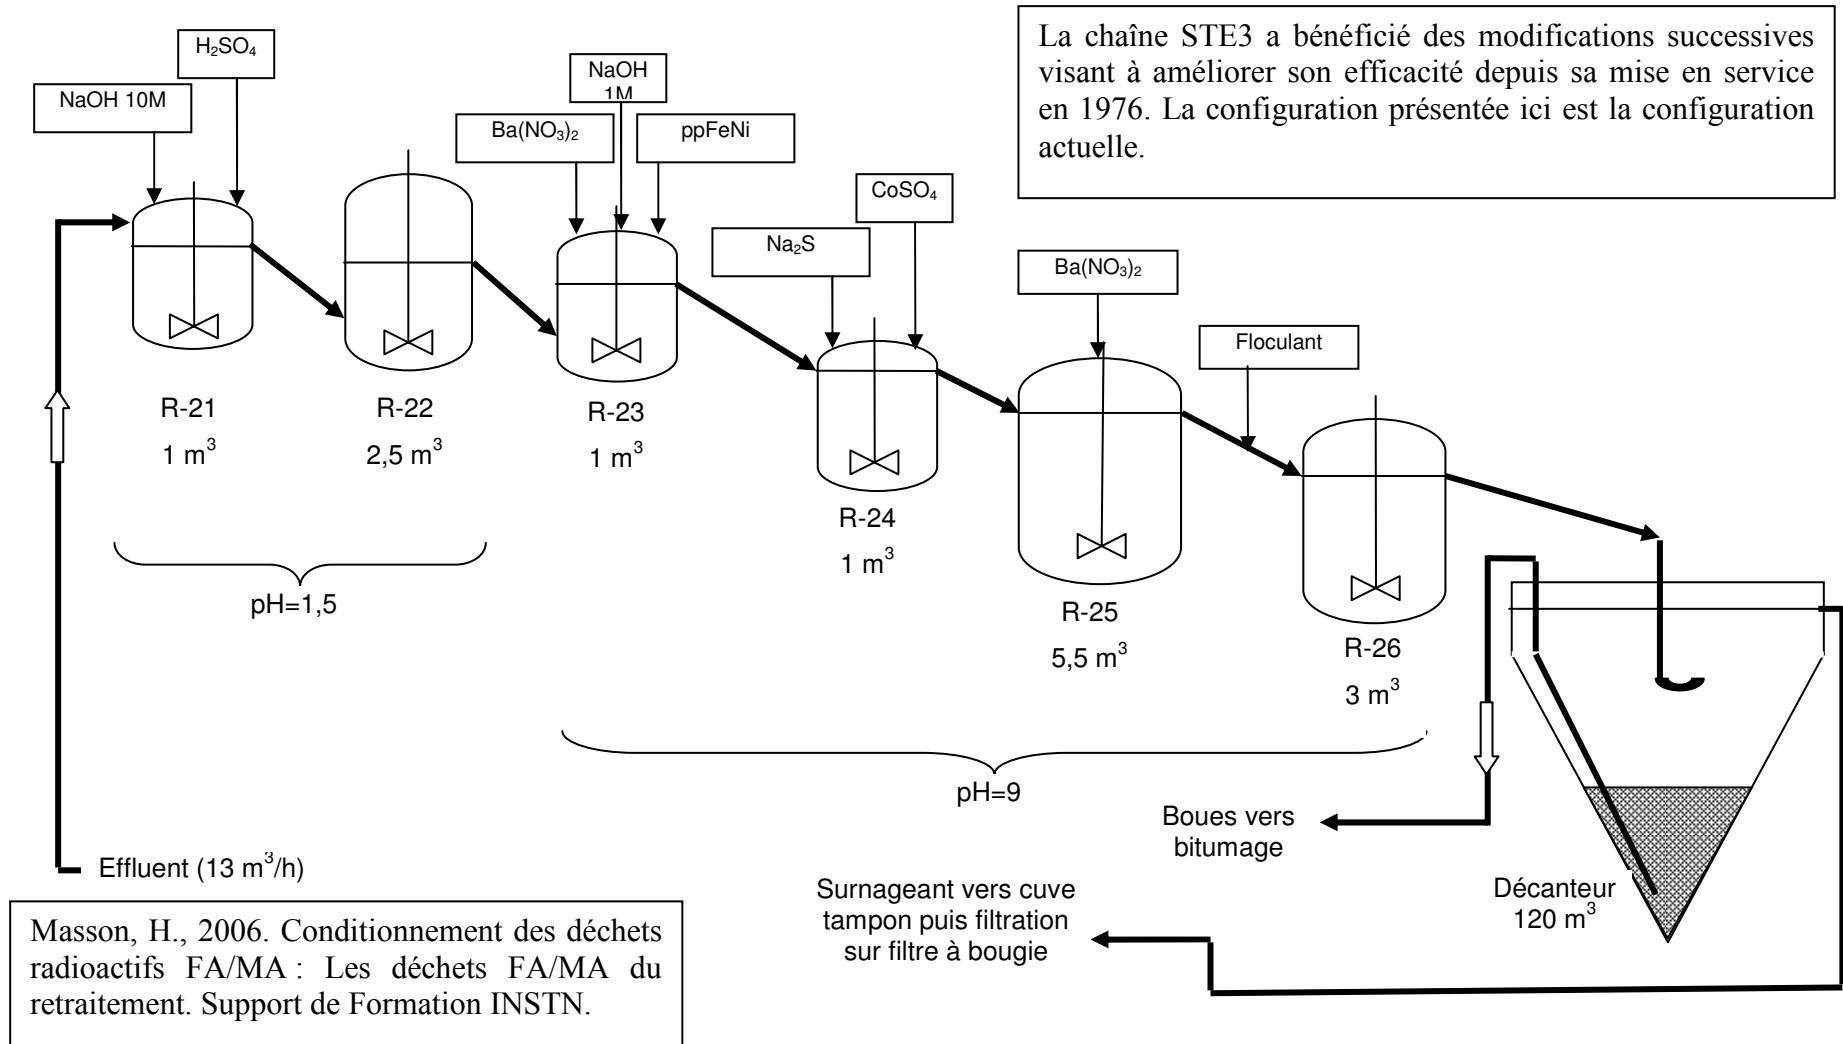 La chaîne STE3 a bénéficié des modifications successives
visant à améliorer son efficacité depuis sa mise en service
en 1976. La configuration présentée ici est la configuration
actuelle.
H₂SO₄
NaOH 10M
NaOH
1M
Ba(NO₃)₂
ppFeNi
CoSO₄
Na₂S
Ba(NO₃)₂
Floculant
R-21
1 m³
R-22
2,5 m³
R-23
1 m³
R-24
1 m³
R-25
5,5 m³
R-26
3 m³
pH=1,5
pH=9
Effluent (13 m³/h)
Boues vers
bitumage
Surnageant vers cuve
tampon puis filtration
sur filtre à bougie
Décanteur
120 m³
Masson, H., 2006. Conditionnement des déchets
radioactifs FA/MA : Les déchets FA/MA du
retraitement. Support de Formation INSTN.